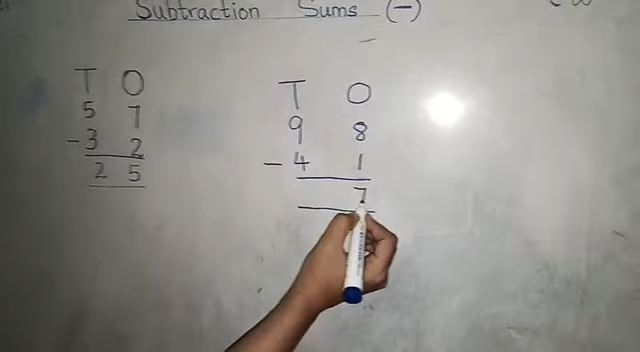 Subtraction Sums (-)
T O
5 7
- 3 2
2 5
T O
9 8
- 4 1
7